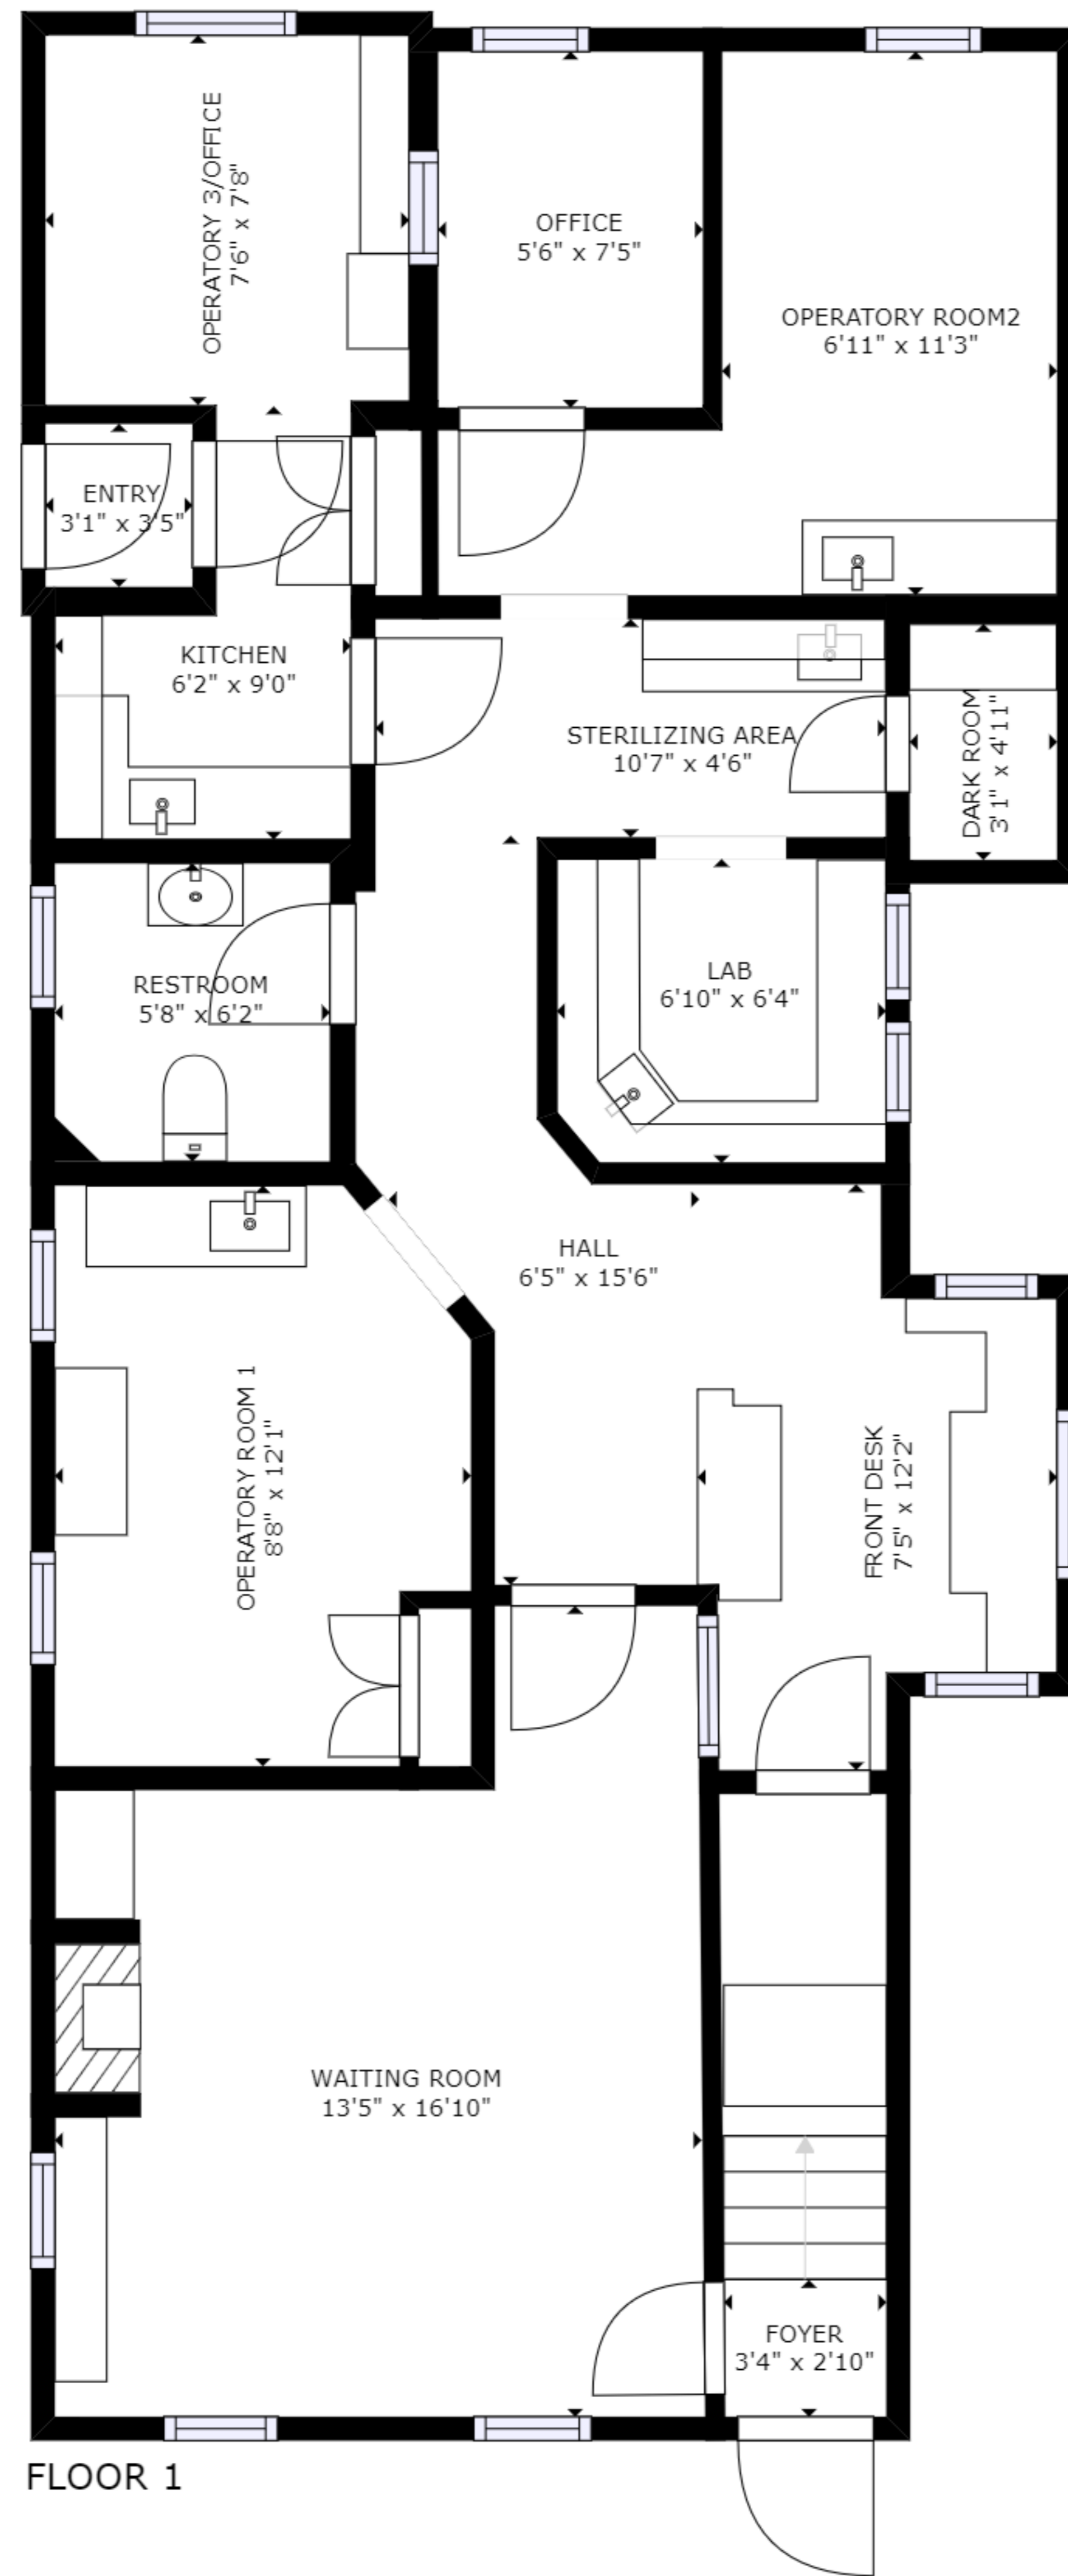 OPERATORY 3/OFFICE
7'6" x 7'8"
OFFICE
5'6" x 7'5"
OPERATORY ROOM2
6'11" x 11'3"
ENTRY
3'1" x 3'5"
KITCHEN
6'2" x 9'0"
STERILIZING AREA
10'7" x 4'6"
DARK ROOM
3'1" x 4'11"
RESTROOM
5'8" x 6'2"
LAB
6'10" x 6'4"
HALL
6'5" x 15'6"
OPERATORY ROOM 1
8'8" x 12'1"
FRONT DESK
7'5" x 12'2"
WAITING ROOM
13'5" x 16'10"
FOYER
3'4" x 2'10"
FLOOR 1